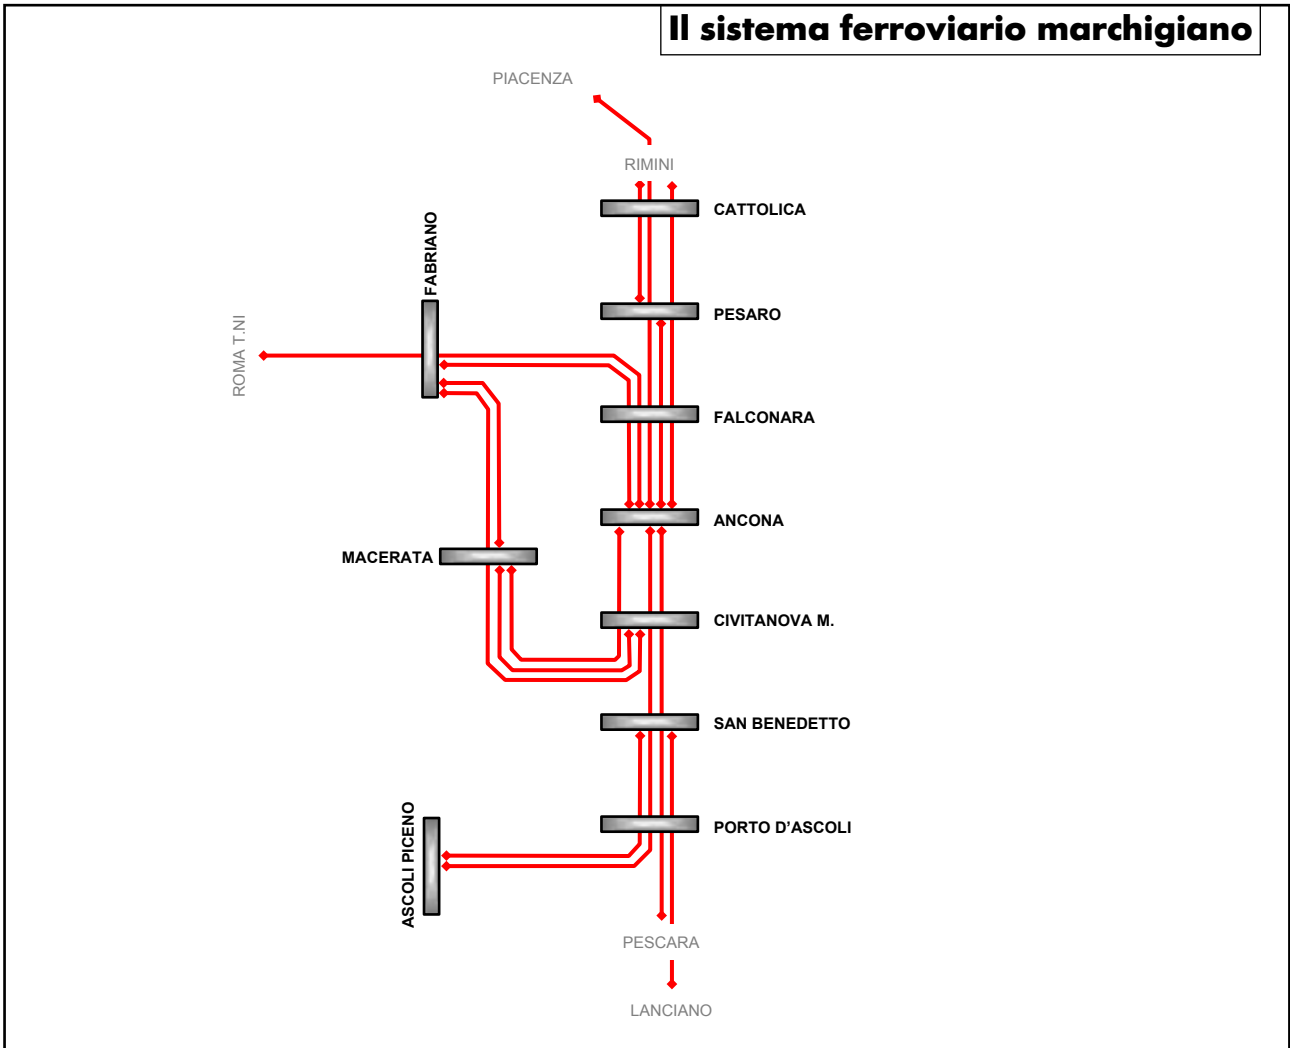 Il sistema ferroviario marchigiano
PIACENZA
RIMINI
CATTOLICA
FABRIANO
PESARO
ROMA T.NI
FALCONARA
ANCONA
MACERATA
CIVITANOVA M.
SAN BENEDETTO
PORTO D’ASCOLI
ASCOLI PICENO
PESCARA
LANCIANO